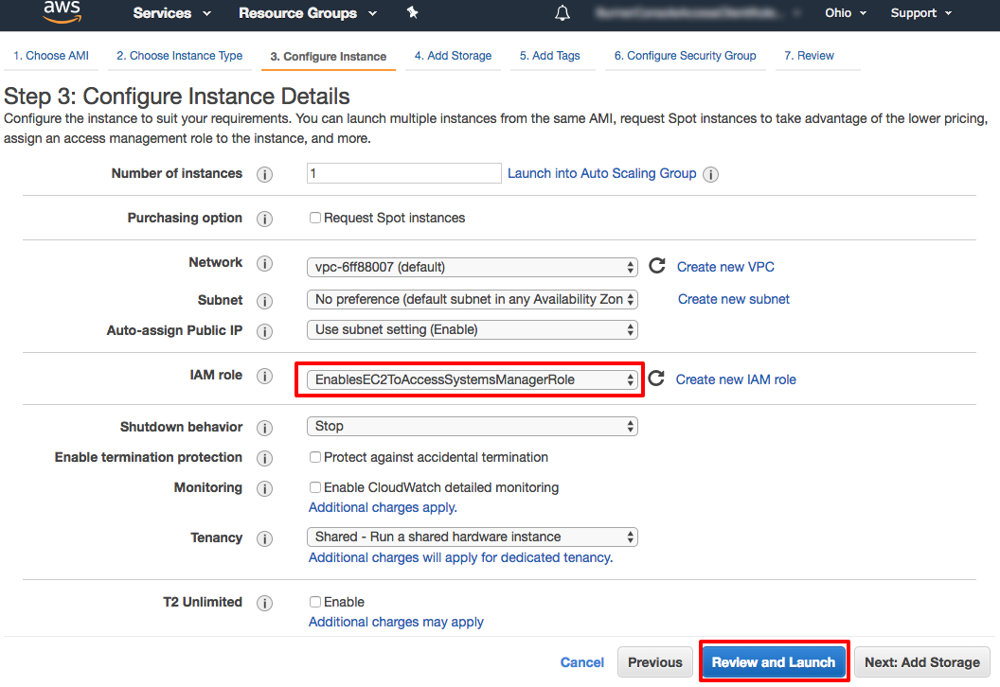 aws
Services Resource Groups Ohio Support
1. Choose AMI 2. Choose Instance Type 3. Configure Instance 4. Add Storage 5. Add Tags 6. Configure Security Group 7. Review
Step 3: Configure Instance Details
Configure the instance to suit your requirements. You can launch multiple instances from the same AMI, request Spot instances to take advantage of the lower pricing,
assign an access management role to the instance, and more.
Number of instances i 1 Launch into Auto Scaling Group i
Purchasing option i Request Spot instances
Network i vpc-6ff88007 (default) Create new VPC
Subnet i No preference (default subnet in any Availability Zon Create new subnet
Auto-assign Public IP i Use subnet setting (Enable)
IAM role i EnablesEC2ToAccessSystemsManagerRole Create new IAM role
Shutdown behavior i Stop
Enable termination protection i Protect against accidental termination
Monitoring i Enable CloudWatch detailed monitoring
Additional charges apply.
Tenancy i Shared - Run a shared hardware instance
Additional charges will apply for dedicated tenancy.
T2 Unlimited i Enable
Additional charges may apply
Cancel Previous Review and Launch Next: Add Storage